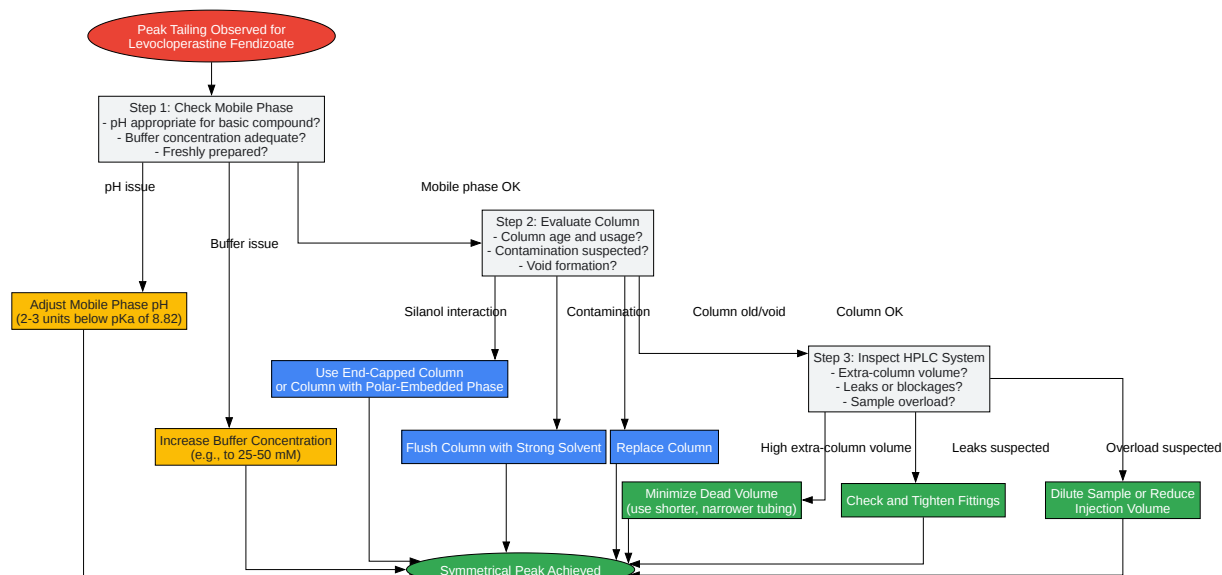 Peak Tailing Observed for
Levocloperastine Fendizoate
Step 1: Check Mobile Phase
- pH appropriate for basic compound?
- Buffer concentration adequate?
- Freshly prepared?
pH issue
Mobile phase OK
Buffer issue
Step 2: Evaluate Column
- Column age and usage?
- Contamination suspected?
- Void formation?
Adjust Mobile Phase pH
(2-3 units below pKa of 8.82)
Silanol interaction
Contamination
Column old/void
Column OK
Use End-Capped Column
or Column with Polar-Embedded Phase
Step 3: Inspect HPLC System
- Extra-column volume?
- Leaks or blockages?
- Sample overload?
Increase Buffer Concentration
(e.g., to 25-50 mM)
Flush Column with Strong Solvent
Replace Column
High extra-column volume
Leaks suspected
Overload suspected
Minimize Dead Volume
(use shorter, narrower tubing)
Check and Tighten Fittings
Dilute Sample or Reduce
Injection Volume
Symmetrical Peak Achieved